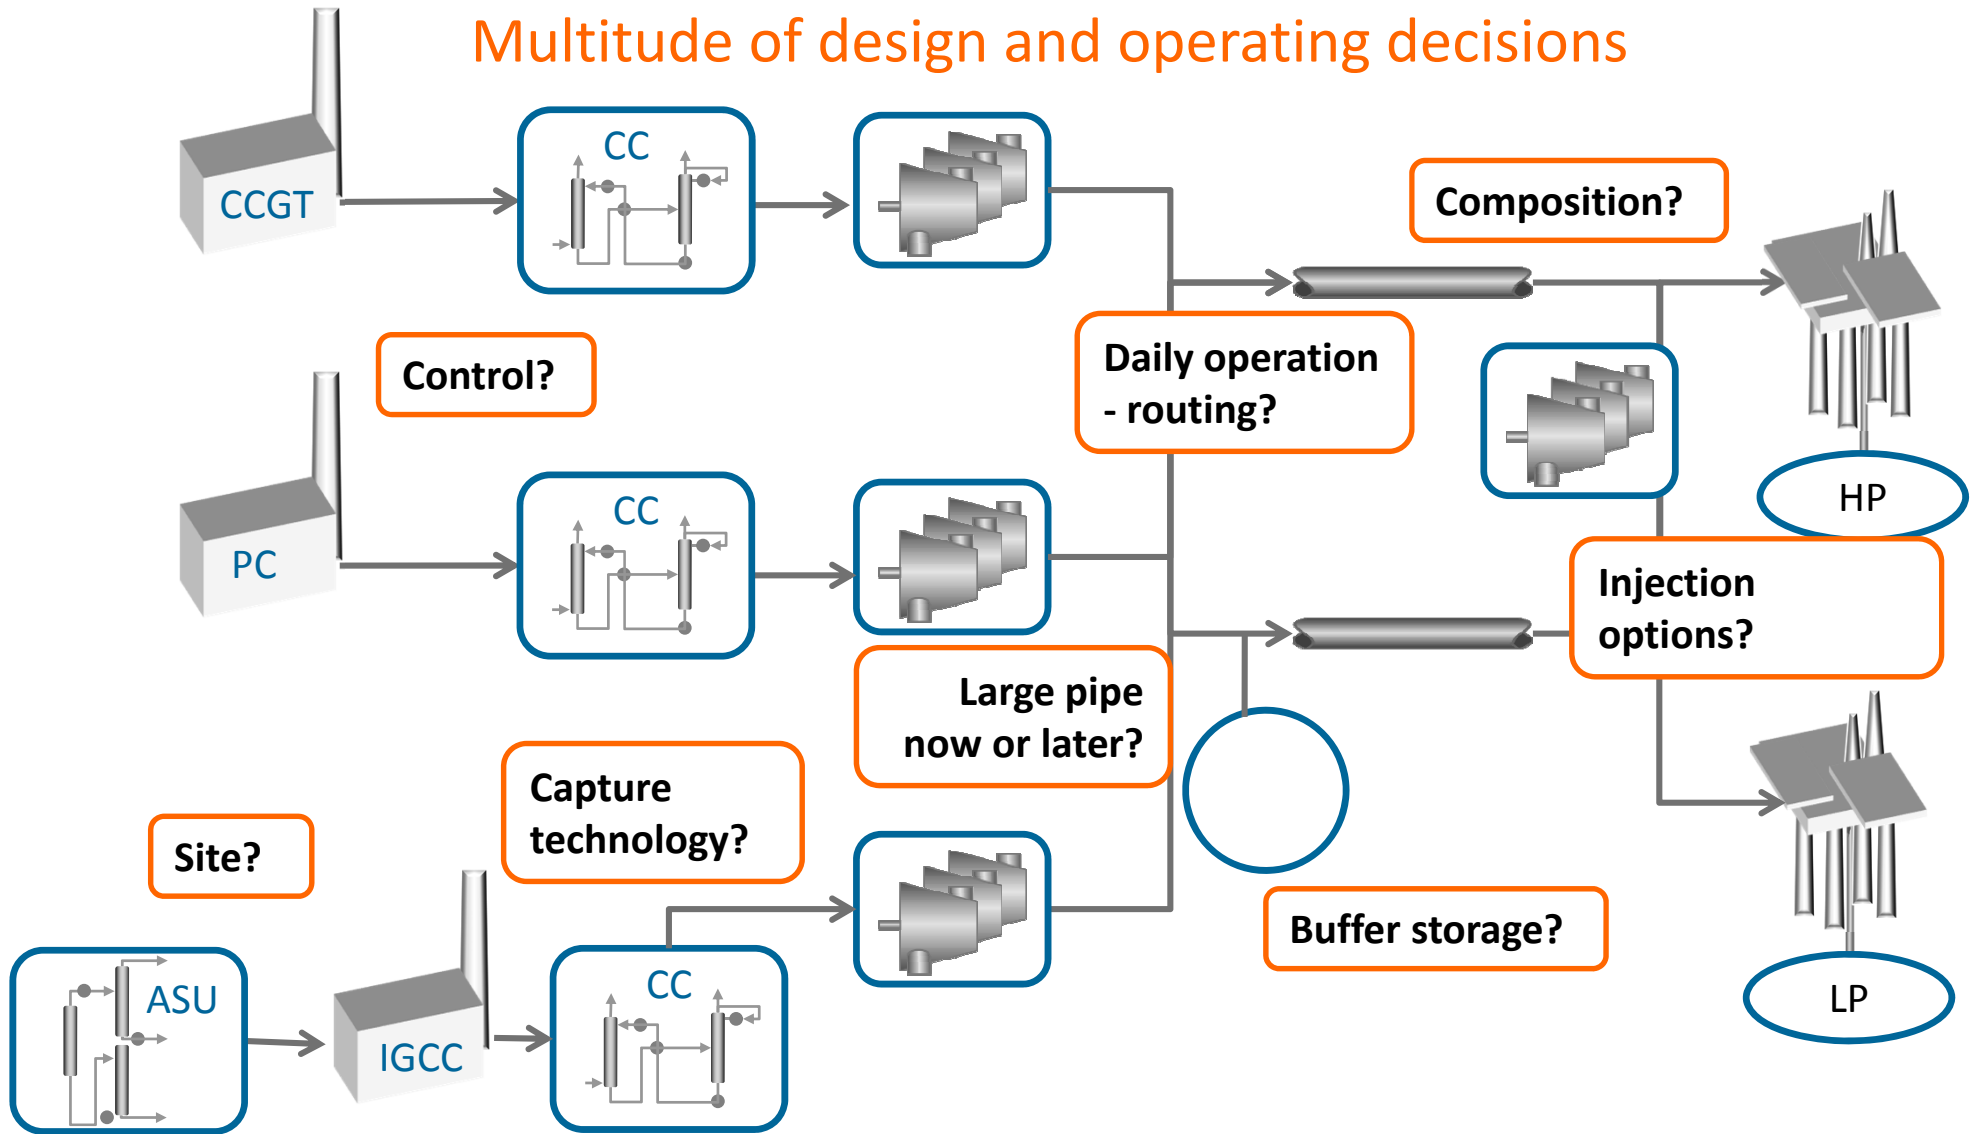 Multitude of design and operating decisions
CC
CCGT
Composition?
Control?
Daily operation
- routing?
HP
CC
PC
Injection
options?
Large pipe
now or later?
Capture
technology?
Site?
Buffer storage?
ASU
CC
LP
IGCC